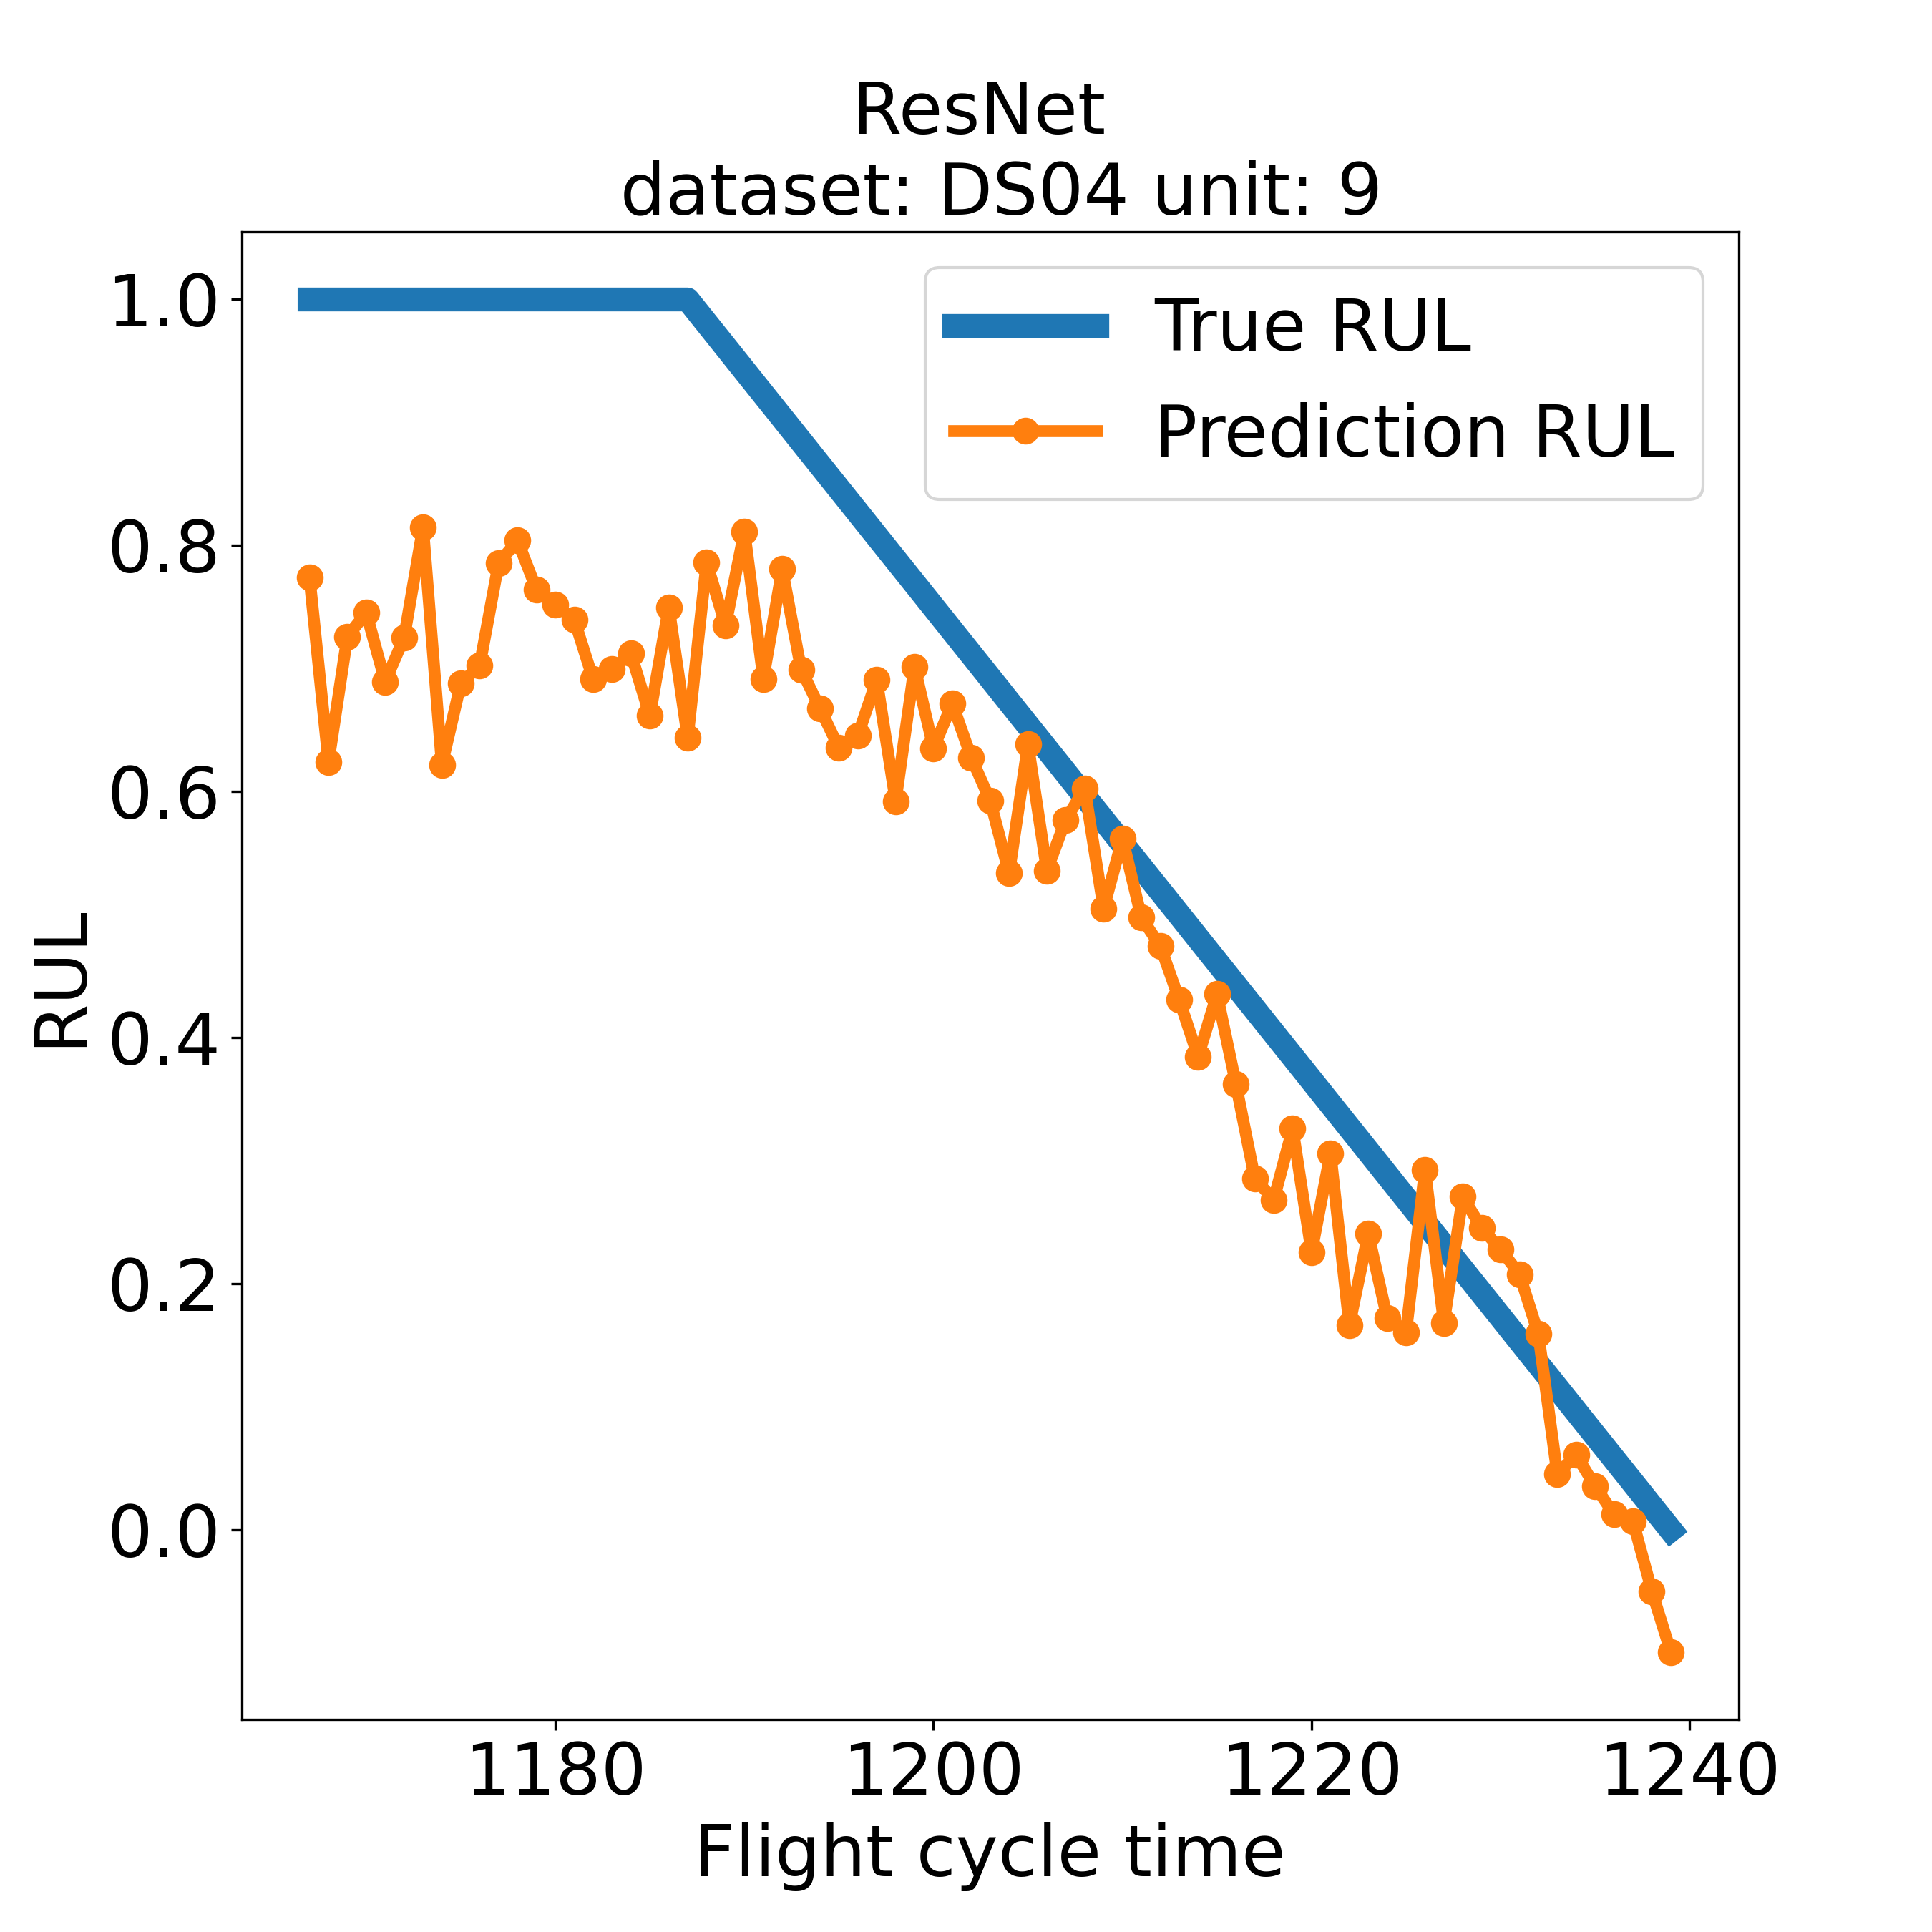 ResNet
dataset: DS04 unit: 9
True RUL
Prediction RUL
1.0
0.8
0.6
0.4
0.2
0.0
RUL
1180 1200 1220 1240
Flight cycle time